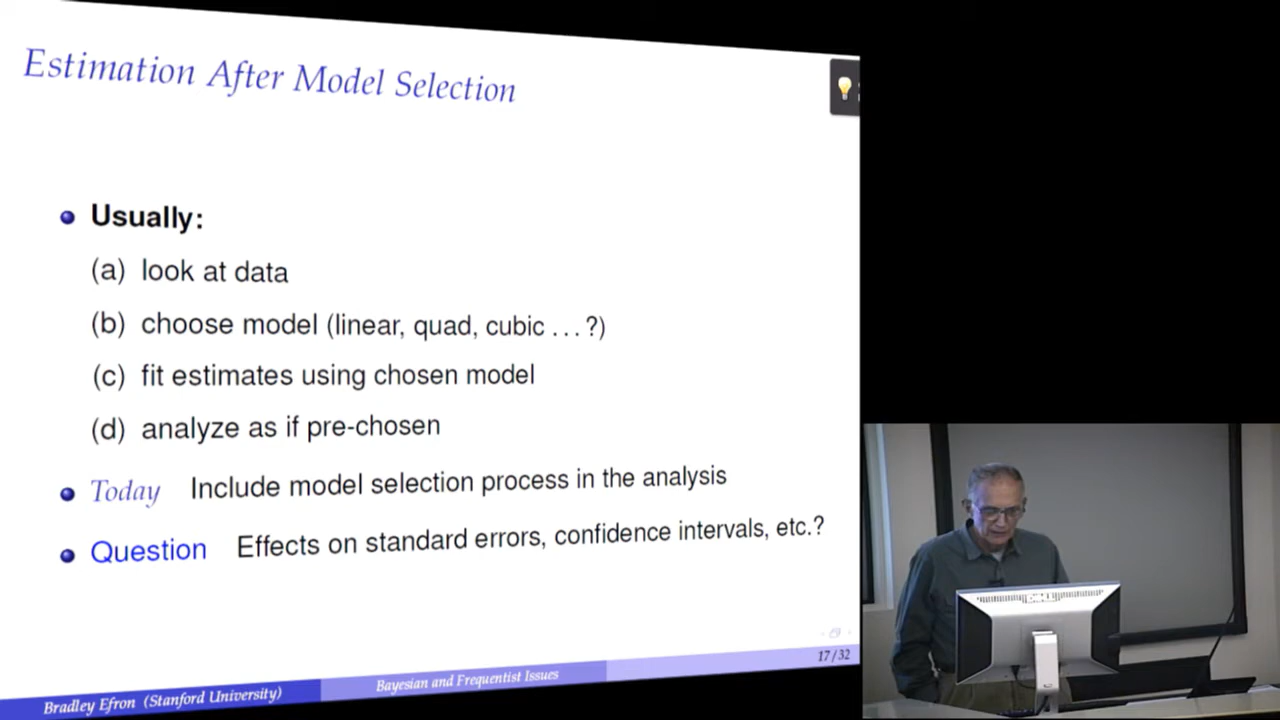 Estimation After Model Selection
Usually:
(a) look at data
(b) choose model (linear, quad, cubic ...?)
(c) fit estimates using chosen model
(d) analyze as if pre-chosen
Today Include model selection process in the analysis
Question Effects on standard errors, confidence intervals, etc.?
17/32
Bradley Efron (Stanford University) Bayesian and Frequentist Issues